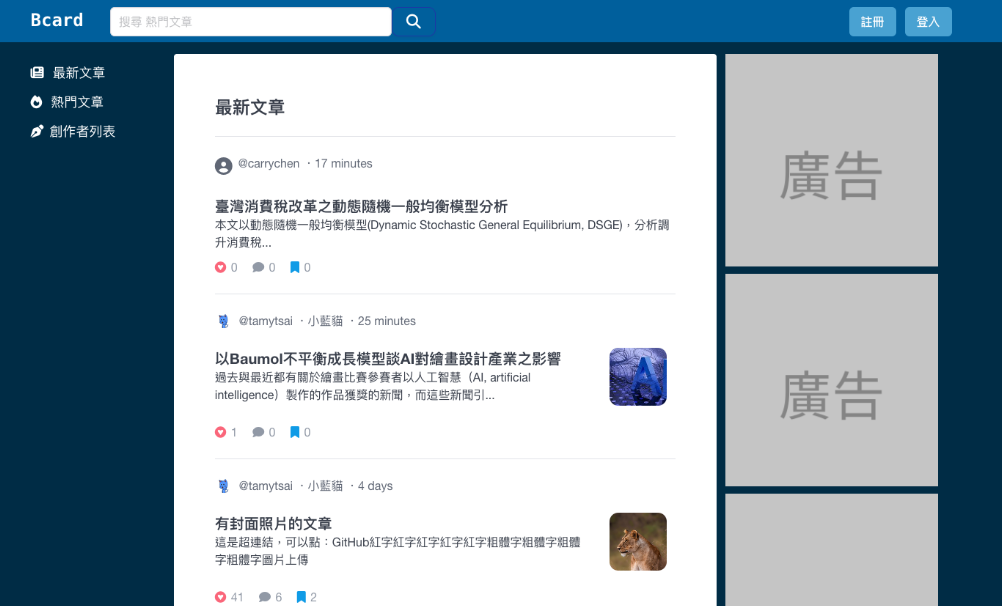 Bcard
搜尋 熱門文章
註冊
登入
最新文章
熱門文章
創作者列表
最新文章
@carrychen ・17 minutes
臺灣消費稅改革之動態隨機一般均衡模型分析
本文以動態隨機一般均衡模型(Dynamic Stochastic General Equilibrium, DSGE)，分析調
升消費稅...
0 0 0
@tamytsai ・小藍貓 ・25 minutes
以Baumol不平衡成長模型談AI對繪畫設計產業之影響
過去與最近都有關於繪畫比賽參賽者以人工智慧（AI, artificial
intelligence）製作的作品獲獎的新聞，而這些新聞引...
1 0 0
@tamytsai ・小藍貓 ・4 days
有封面照片的文章
這是超連結，可以點：GitHub紅字紅字紅字紅字紅字粗體字粗體字粗體
字粗體字圖片上傳
41 6 2
廣告
廣告